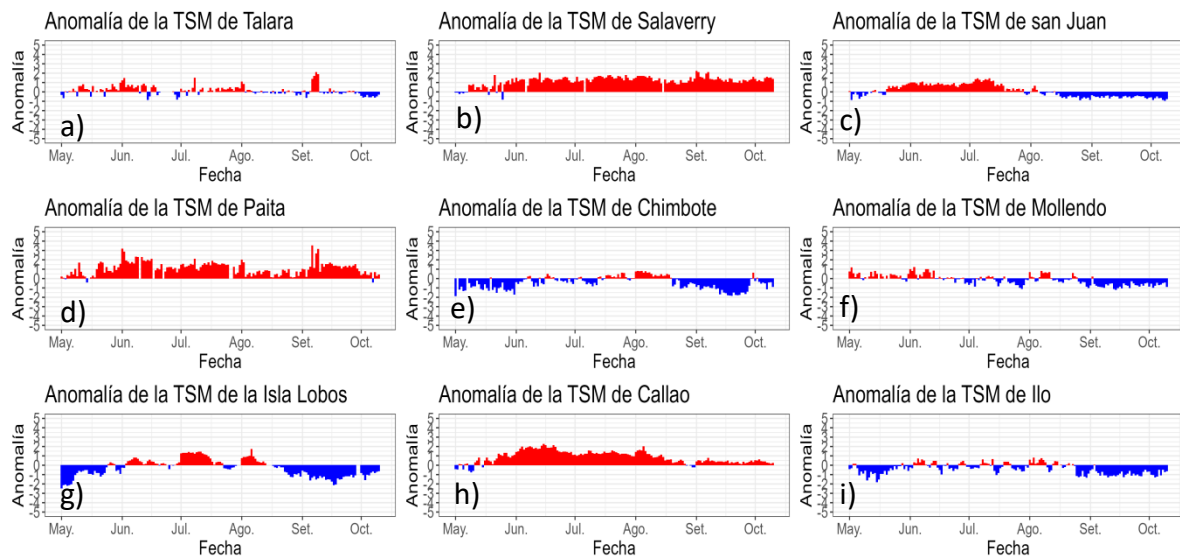 Anomalía de la TSM de Talara
Anomalía
5
4
3
2
1
0
-1
-2
-3
-4
-5
a)
May. Jun. Jul. Ago. Set. Oct.
Fecha
Anomalía de la TSM de Salaverry
Anomalía
5
4
3
2
1
0
-1
-2
-3
-4
-5
b)
May. Jun. Jul. Ago. Set. Oct.
Fecha
Anomalía de la TSM de san Juan
Anomalía
5
4
3
2
1
0
-1
-2
-3
-4
-5
c)
May. Jun. Jul. Ago. Set. Oct.
Fecha
Anomalía de la TSM de Paita
Anomalía
5
4
3
2
1
0
-1
-2
-3
-4
-5
d)
May. Jun. Jul. Ago. Set. Oct.
Fecha
Anomalía de la TSM de Chimbote
Anomalía
5
4
3
2
1
0
-1
-2
-3
-4
-5
e)
May. Jun. Jul. Ago. Set. Oct.
Fecha
Anomalía de la TSM de Mollendo
Anomalía
5
4
3
2
1
0
-1
-2
-3
-4
-5
f)
May. Jun. Jul. Ago. Set. Oct.
Fecha
Anomalía de la TSM de la Isla Lobos
Anomalía
5
4
3
2
1
0
-1
-2
-3
-4
-5
g)
May. Jun. Jul. Ago. Set. Oct.
Fecha
Anomalía de la TSM de Callao
Anomalía
5
4
3
2
1
0
-1
-2
-3
-4
-5
h)
May. Jun. Jul. Ago. Set. Oct.
Fecha
Anomalía de la TSM de Ilo
Anomalía
5
4
3
2
1
0
-1
-2
-3
-4
-5
i)
May. Jun. Jul. Ago. Set. Oct.
Fecha